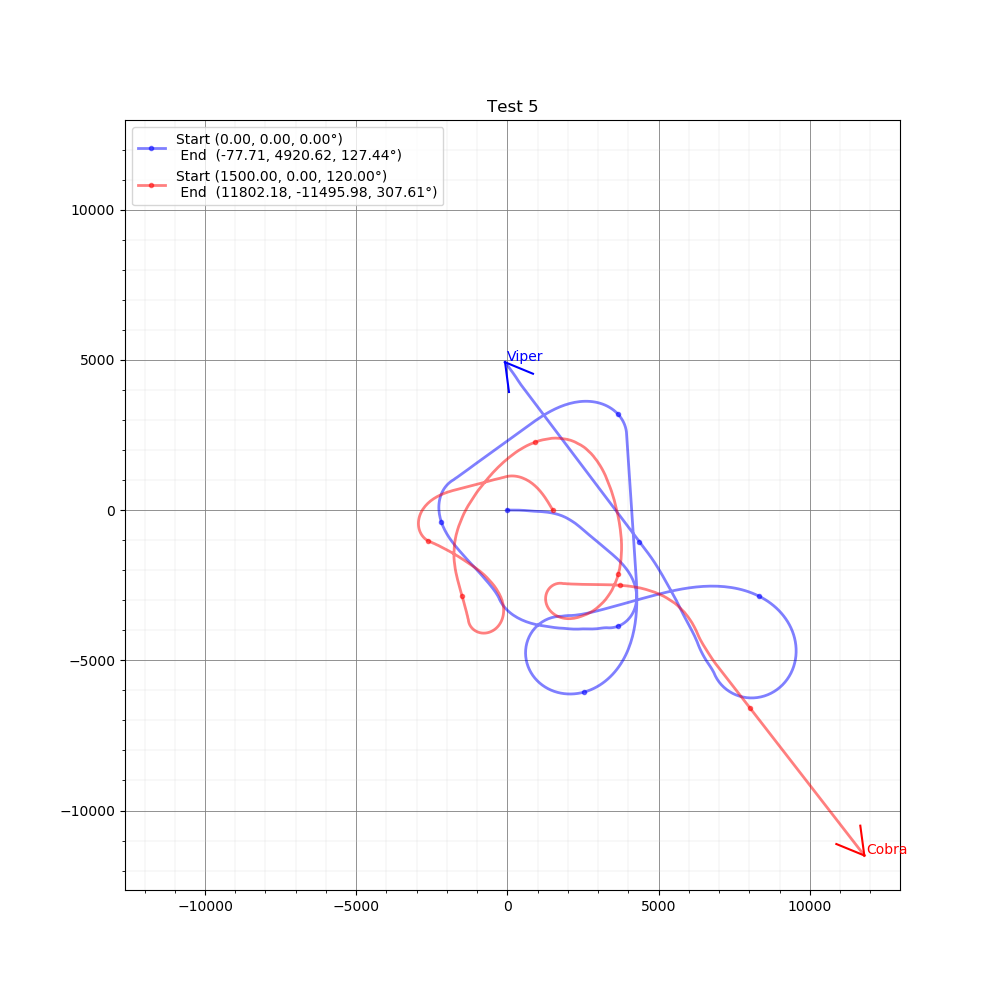 Test 5
Start (0.00, 0.00, 0.00°)
End (-77.71, 4920.62, 127.44°)
Start (1500.00, 0.00, 120.00°)
End (11802.18, -11495.98, 307.61°)
10000
5000
0
−5000
−10000
Viper
Cobra
−10000 −5000 0 5000 10000